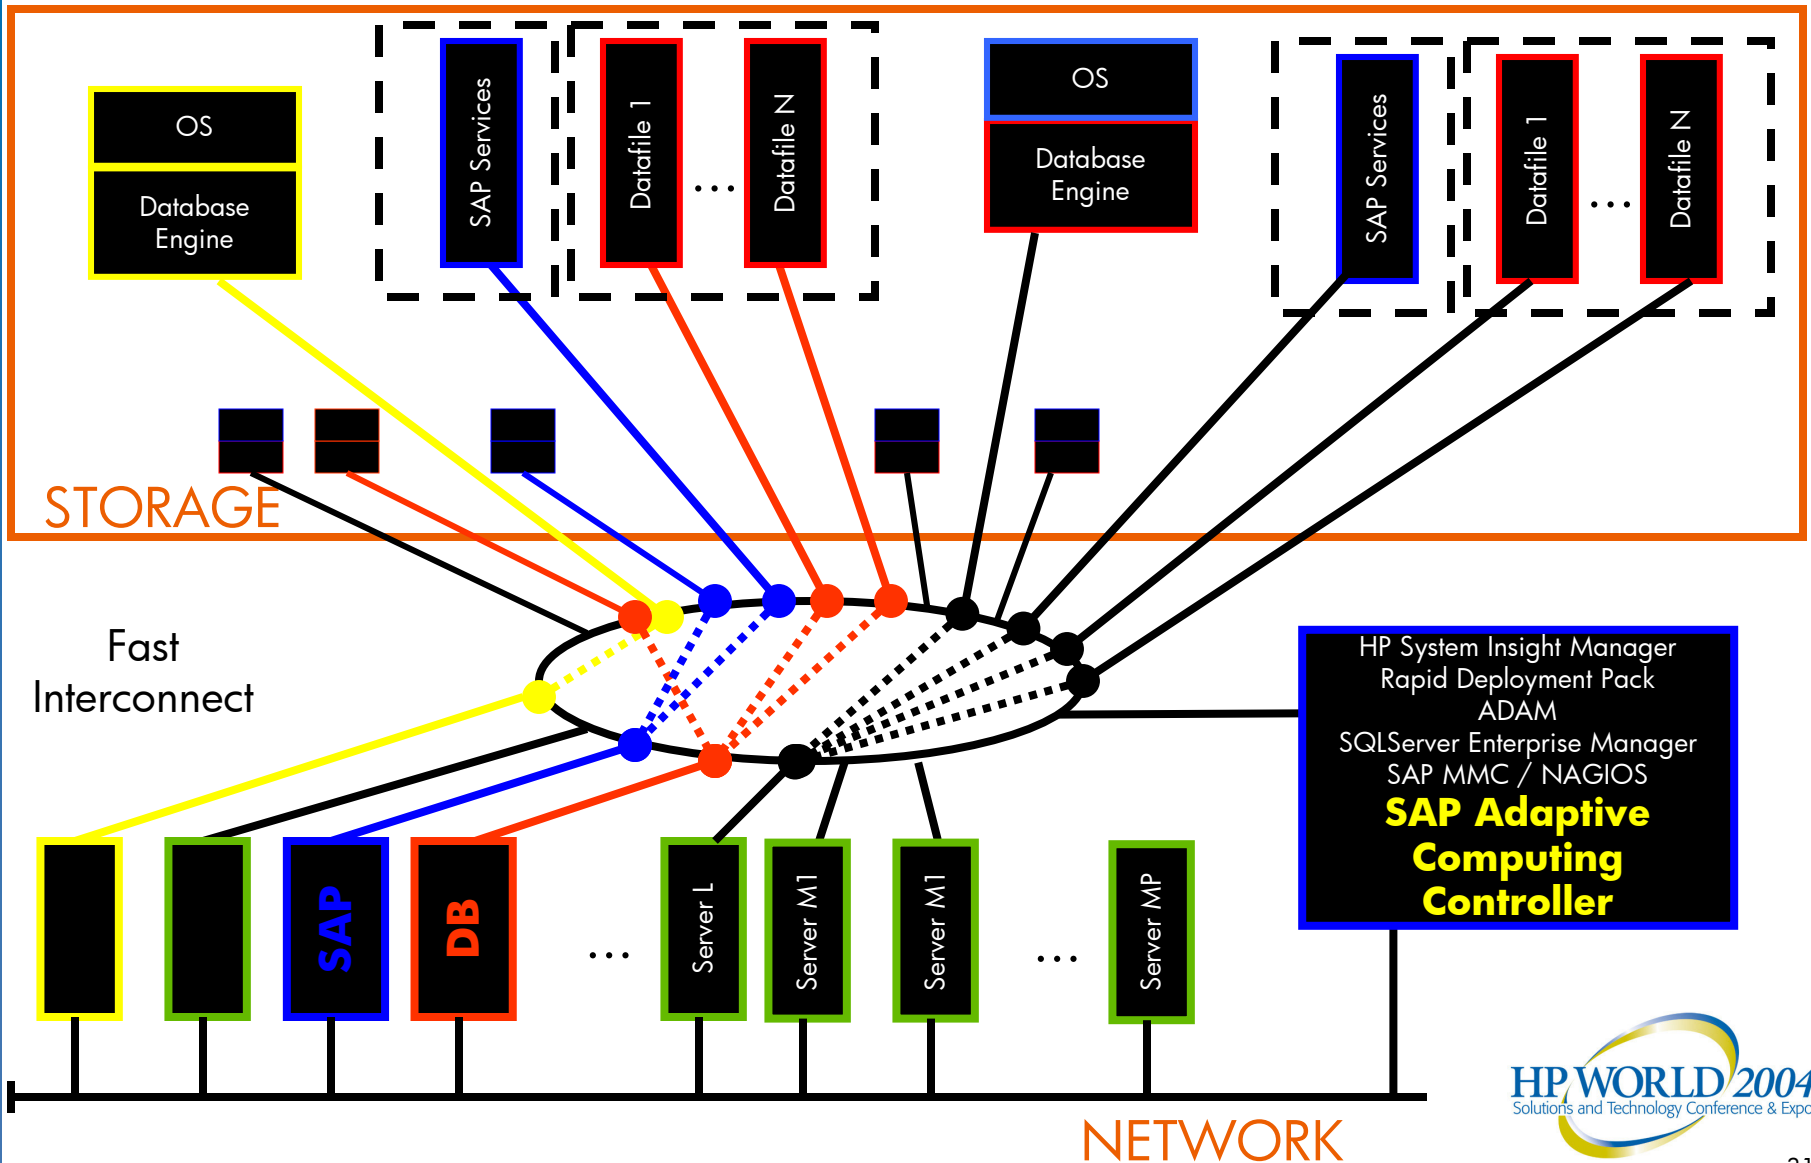 OS
Database
Engine
SAP Services
Datafile 1
...
Datafile N
OS
Database
Engine
SAP Services
Datafile 1
...
Datafile N
STORAGE
Fast
Interconnect
HP System Insight Manager
Rapid Deployment Pack
ADAM
SQLServer Enterprise Manager
SAP MMC / NAGIOS
SAP Adaptive
Computing
Controller
SAP
DB
...
Server L
Server M1
Server M1
...
Server MP
NETWORK
HP WORLD 2004
Solutions and Technology Conference & Expo